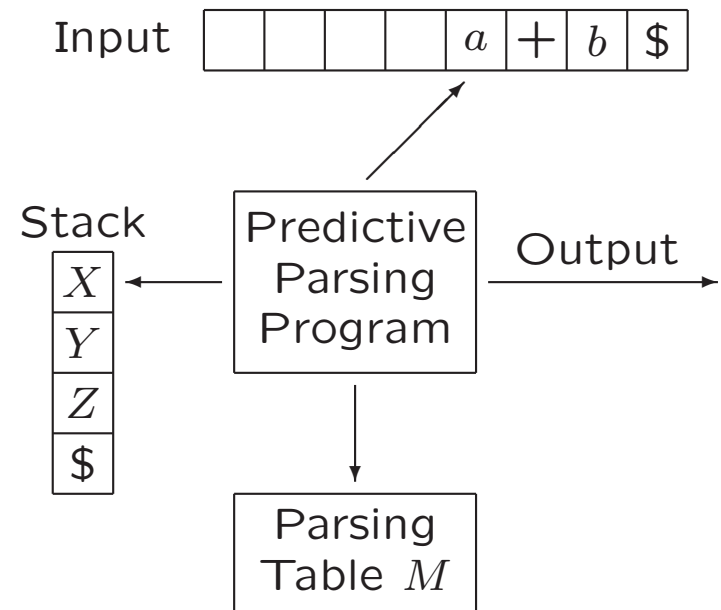 Input a + b $
Stack
X
Y
Z
$
Predictive
Parsing
Program
Output
Parsing
Table M